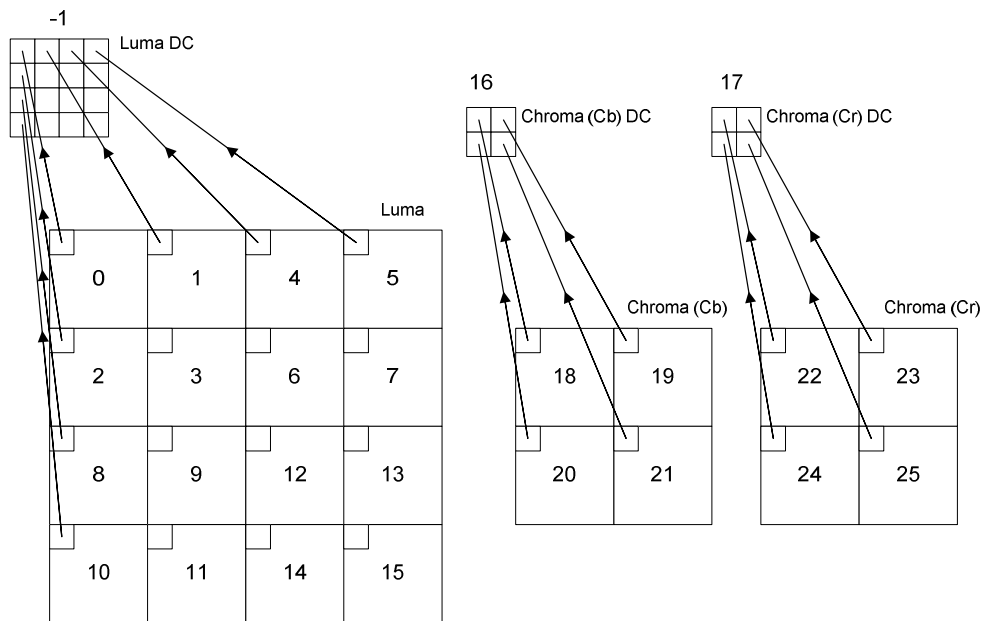 -1
Luma DC
16
Chroma (Cb) DC
17
Chroma (Cr) DC
Luma
0 1 4 5
2 3 6 7
8 9 12 13
10 11 14 15
Chroma (Cb)
18 19
20 21
Chroma (Cr)
22 23
24 25